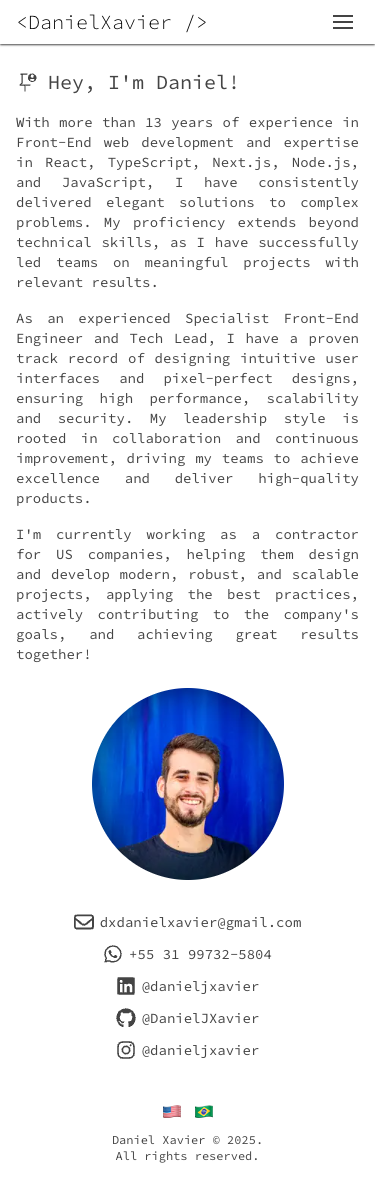 <DanielXavier />
Hey, I'm Daniel!
With more than 13 years of experience in
Front-End web development and expertise
in React, TypeScript, Next.js, Node.js,
and JavaScript, I have consistently
delivered elegant solutions to complex
problems. My proficiency extends beyond
technical skills, as I have successfully
led teams on meaningful projects with
relevant results.
As an experienced Specialist Front-End
Engineer and Tech Lead, I have a proven
track record of designing intuitive user
interfaces and pixel-perfect designs,
ensuring high performance, scalability
and security. My leadership style is
rooted in collaboration and continuous
improvement, driving my teams to achieve
excellence and deliver high-quality
products.
I'm currently working as a contractor
for US companies, helping them design
and develop modern, robust, and scalable
projects, applying the best practices,
actively contributing to the company's
goals, and achieving great results
together!
dxdanielxavier@gmail.com
+55 31 99732-5804
@danieljxavier
@DanielJXavier
@danieljxavier
Daniel Xavier © 2025.
All rights reserved.